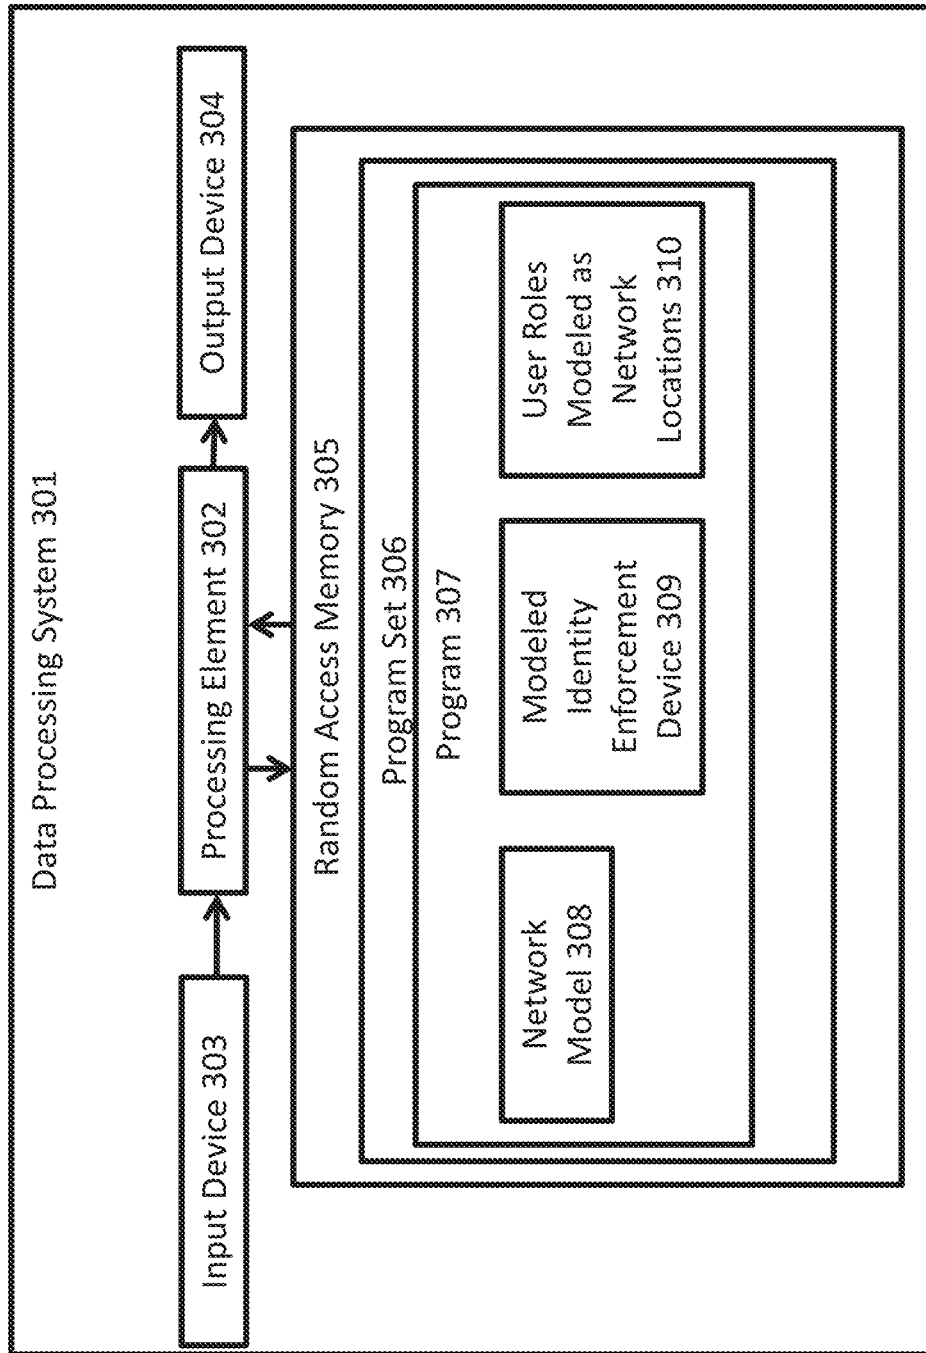 Data Processing System 301
Input Device 303
Processing Element 302
Output Device 304
Random Access Memory 305
Program Set 306
Program 307
Network
Model 308
Modeled
Identity
Enforcement
Device 309
User Roles
Modeled as
Network
Locations 310